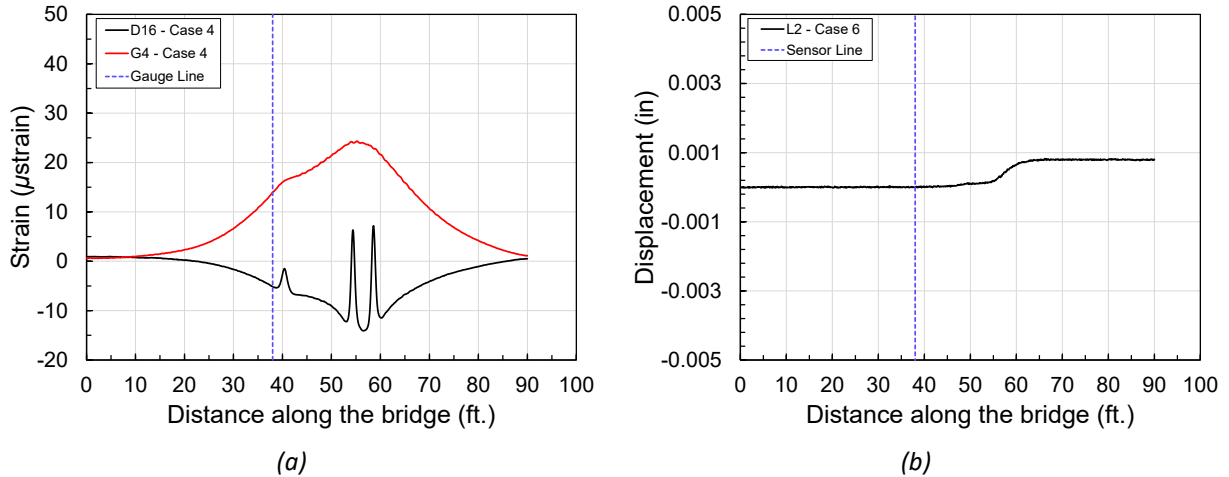 D16 - Case 4
G4 - Case 4
Gauge Line
Strain (µstrain)
50
40
30
20
10
0
-10
-20
0 10 20 30 40 50 60 70 80 90 100
Distance along the bridge (ft.)
(a)
L2 - Case 6
Sensor Line
Displacement (in)
0.005
0.003
0.001
-0.001
-0.003
-0.005
0 10 20 30 40 50 60 70 80 90 100
Distance along the bridge (ft.)
(b)